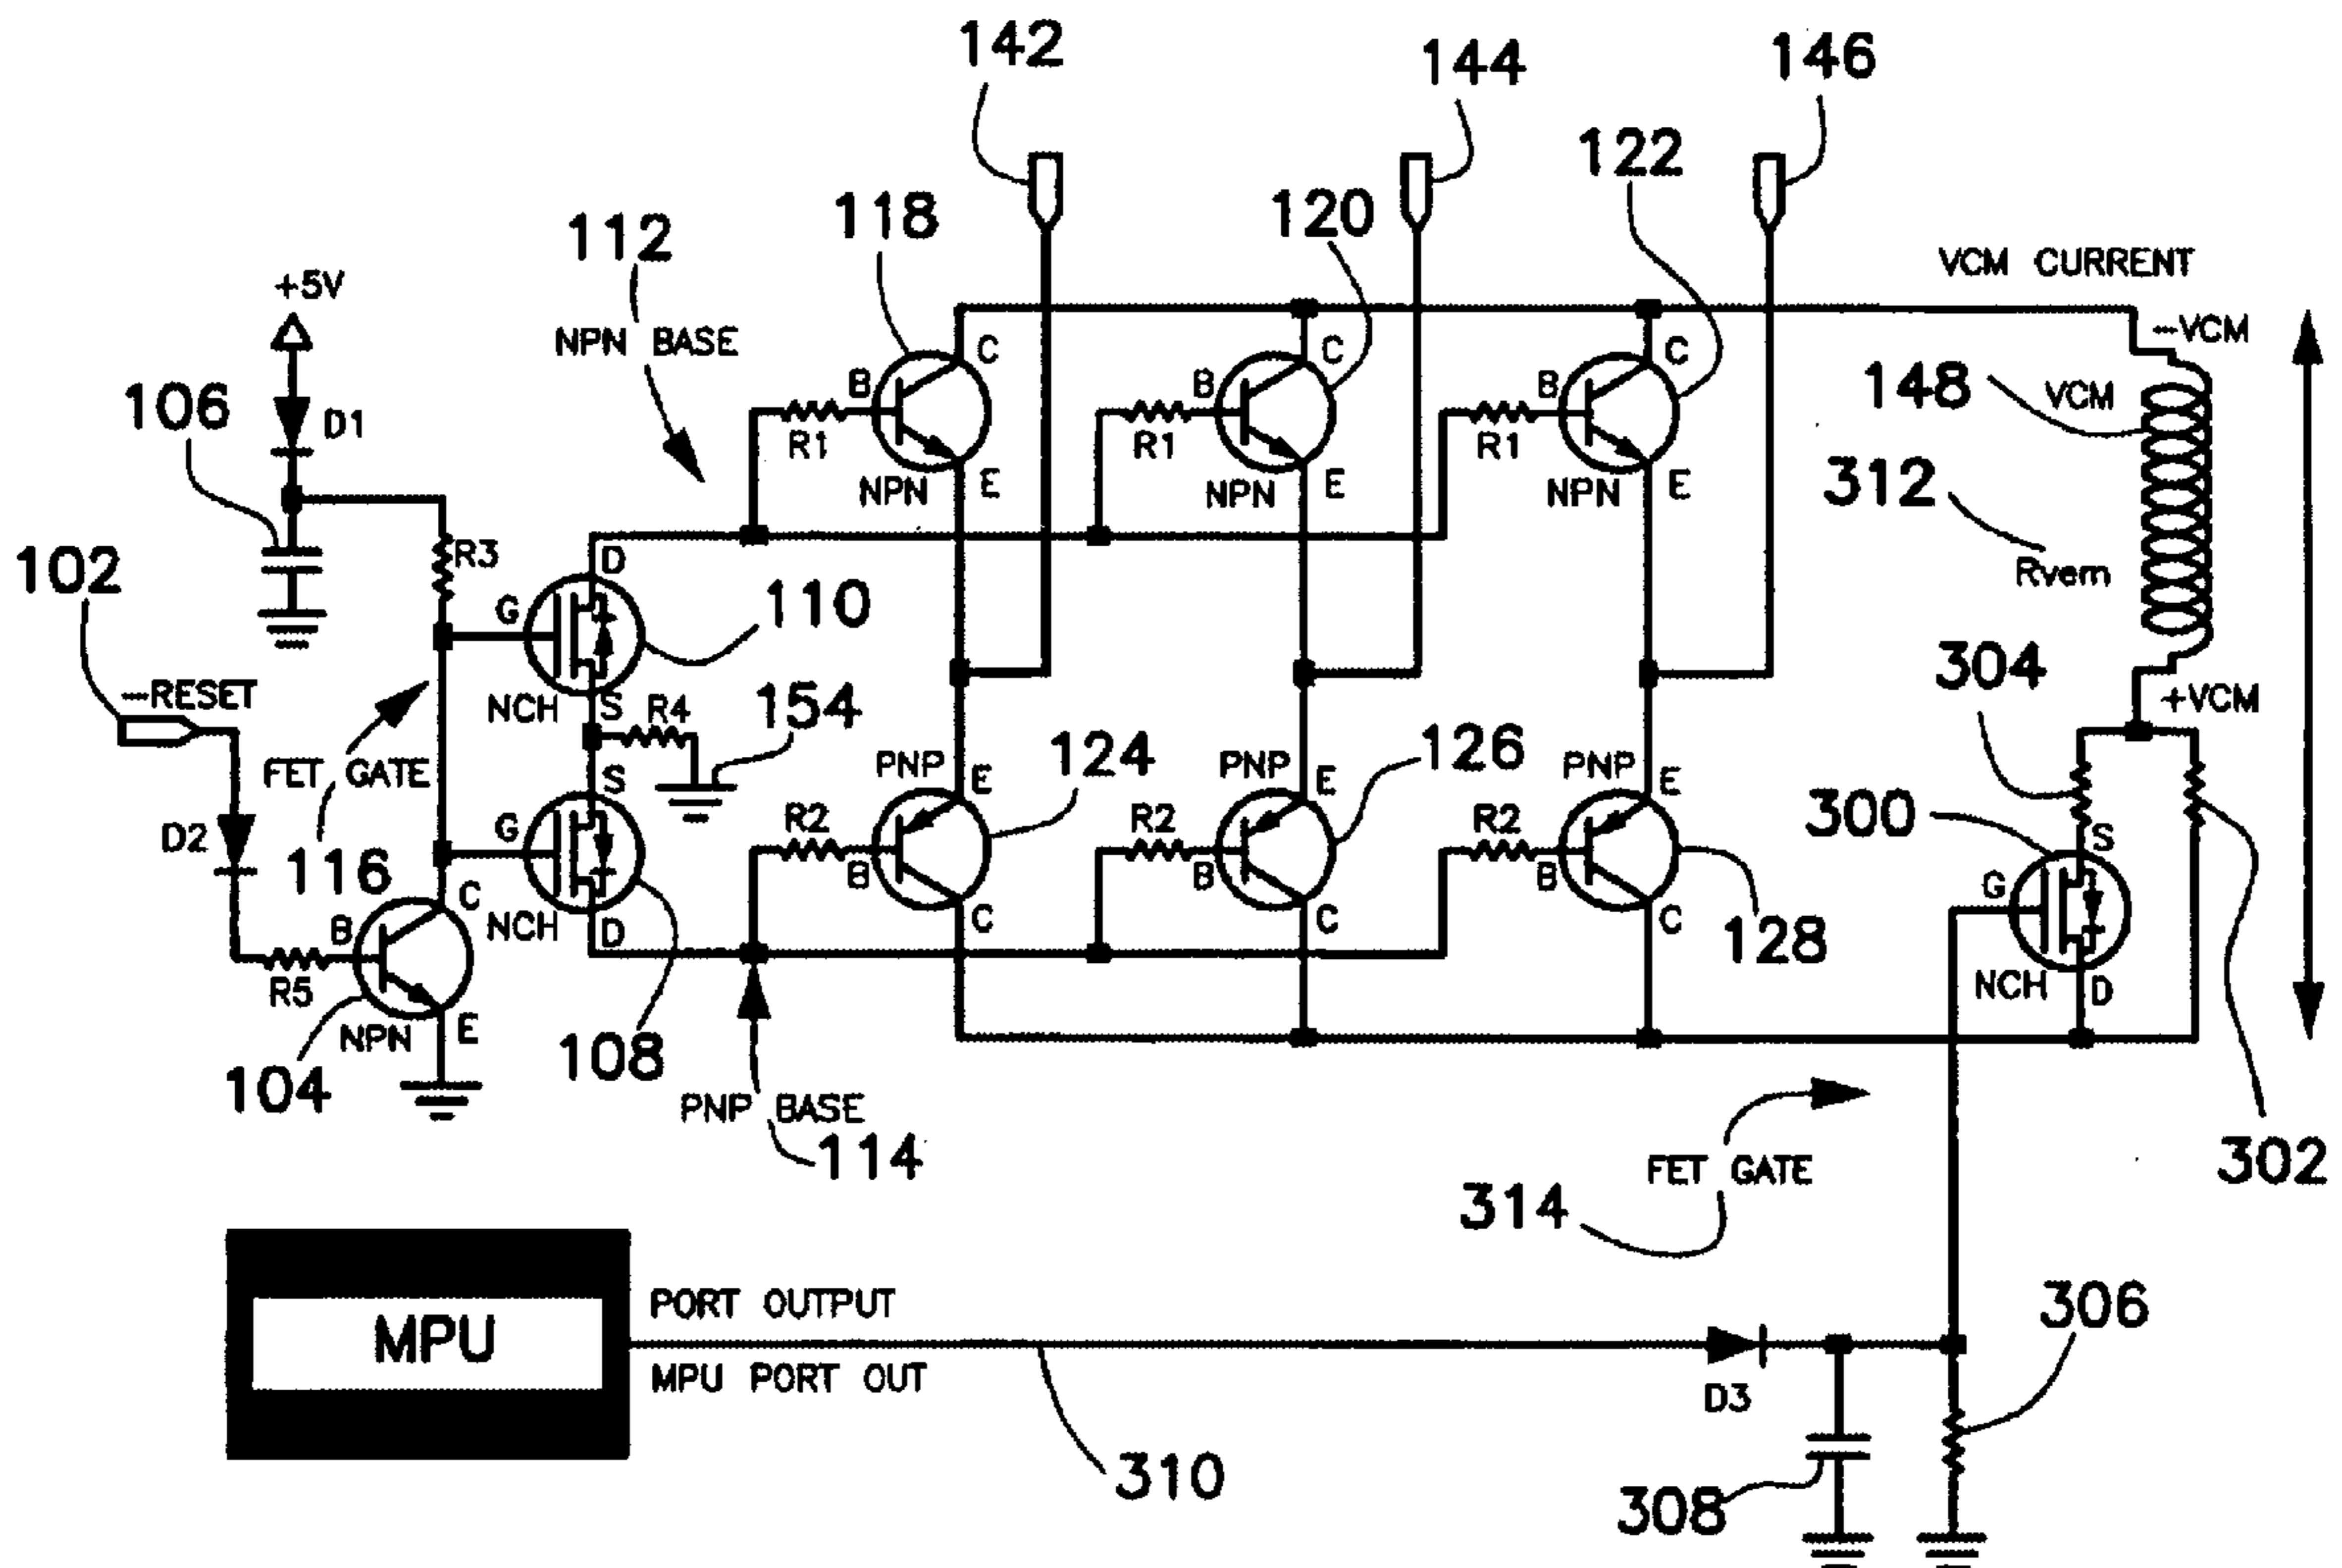 142
144
146
122
118
120
112
+5V
NPN BASE
VCM CURRENT
-VCM
106
D1
B
C
R1
NPN
E
B
C
R1
NPN
E
B
C
R1
NPN
E
148
VCM
312
Rvem
102
R3
D
G
110
NCH
S
-RESET
R4
154
304
+VCM
FET GATE
116
S
G
108
NCH
D
PNP
E
124
R2
B
C
PNP
E
126
R2
B
C
PNP
E
R2
B
C
128
300
S
G
NCH
D
302
D2
C
B
R5
NPN
E
104
PNP BASE
114
FET GATE
314
MPU
PORT OUTPUT
MPU PORT OUT
310
D3
306
308